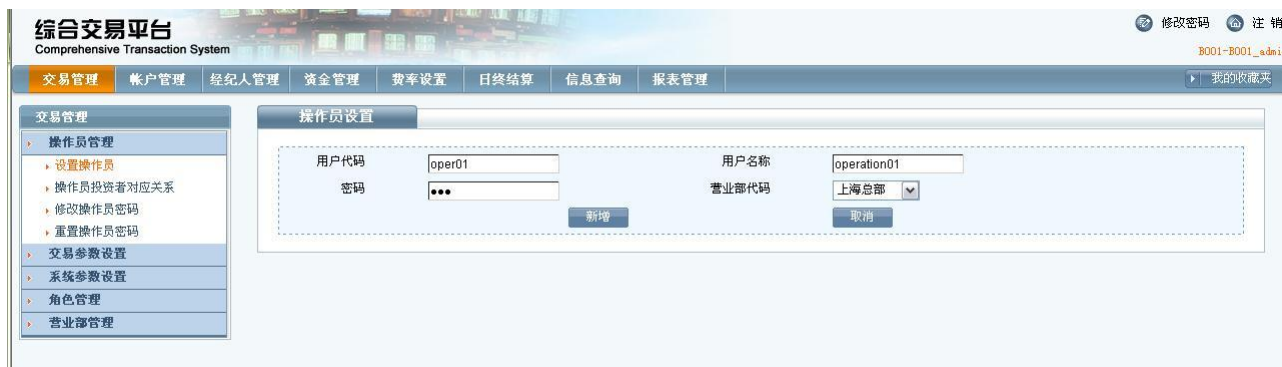 综合交易平台
Comprehensive Transaction System
修改密码 注 销
B001-B001_admi
交易管理 帐户管理 经纪人管理 资金管理 费率设置 日终结算 信息查询 报表管理 我的收藏夹
交易管理
操作员管理
设置操作员
操作员投资者对应关系
修改操作员密码
重置操作员密码
交易参数设置
系统参数设置
角色管理
营业部管理
操作员设置
用户代码 oper01 用户名称 operation01
密码 ●●● 营业部代码 上海总部
新增 取消